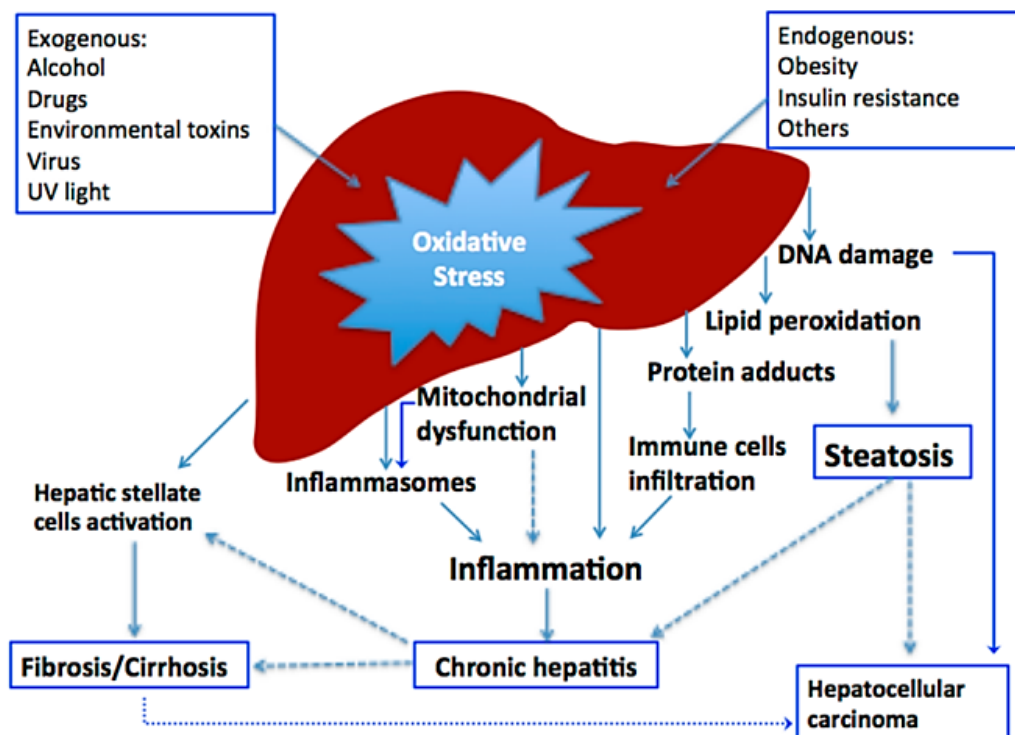 Exogenous:
Alcohol
Drugs
Environmental toxins
Virus
UV light
Endogenous:
Obesity
Insulin resistance
Others
Oxidative
Stress
DNA damage
Lipid peroxidation
Protein adducts
Mitochondrial
dysfunction
Immune cells
infiltration
Steatosis
Inflammasomes
Hepatic stellate
cells activation
Inflammation
Fibrosis/Cirrhosis
Chronic hepatitis
Hepatocellular
carcinoma